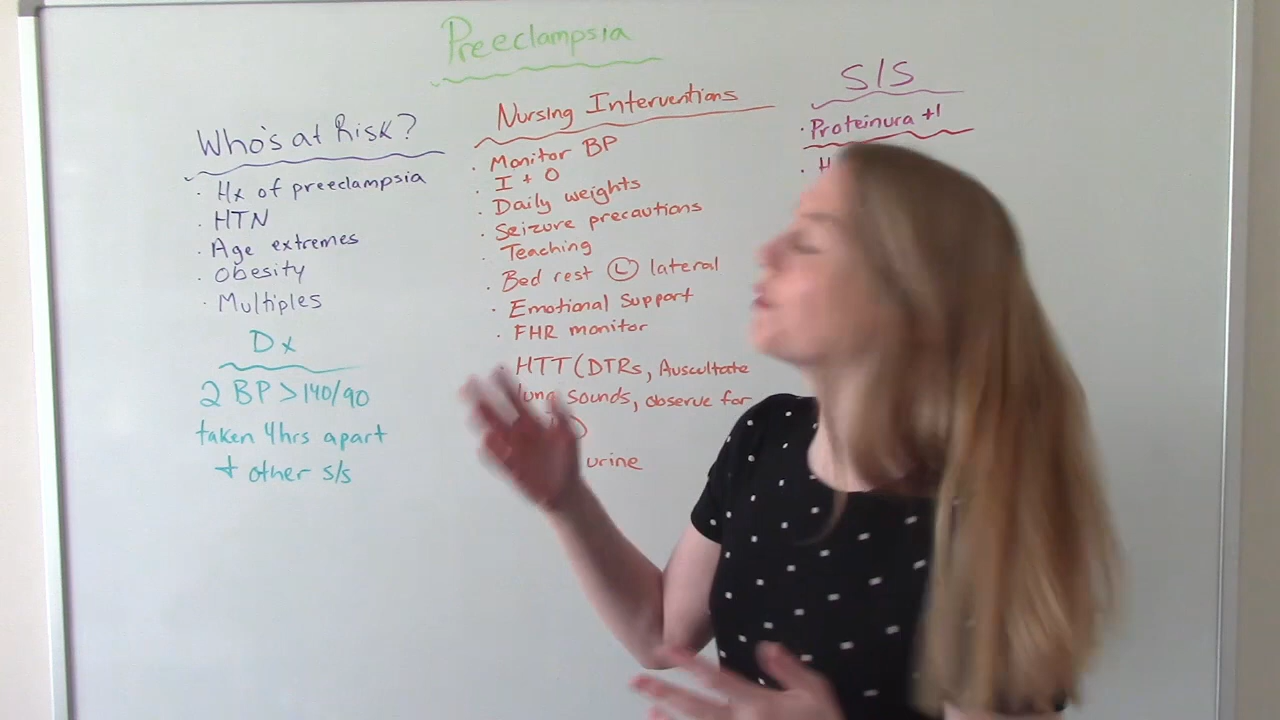 Preeclampsia
Who's at Risk?
· Hx of preeclampsia
· HTN
· Age extremes
· Obesity
· Multiples
Dx
2 BP > 140/90
taken 4hrs apart
+ other s/s
Nursing Interventions
· Monitor BP
· I + O
· Daily weights
· Seizure precautions
· Teaching
· Bed rest Ⓛ lateral
· Emotional Support
· FHR monitor
· HTT (DTRs, Auscultate
lung sounds, observe for
urine
S/S
· Proteinura +1